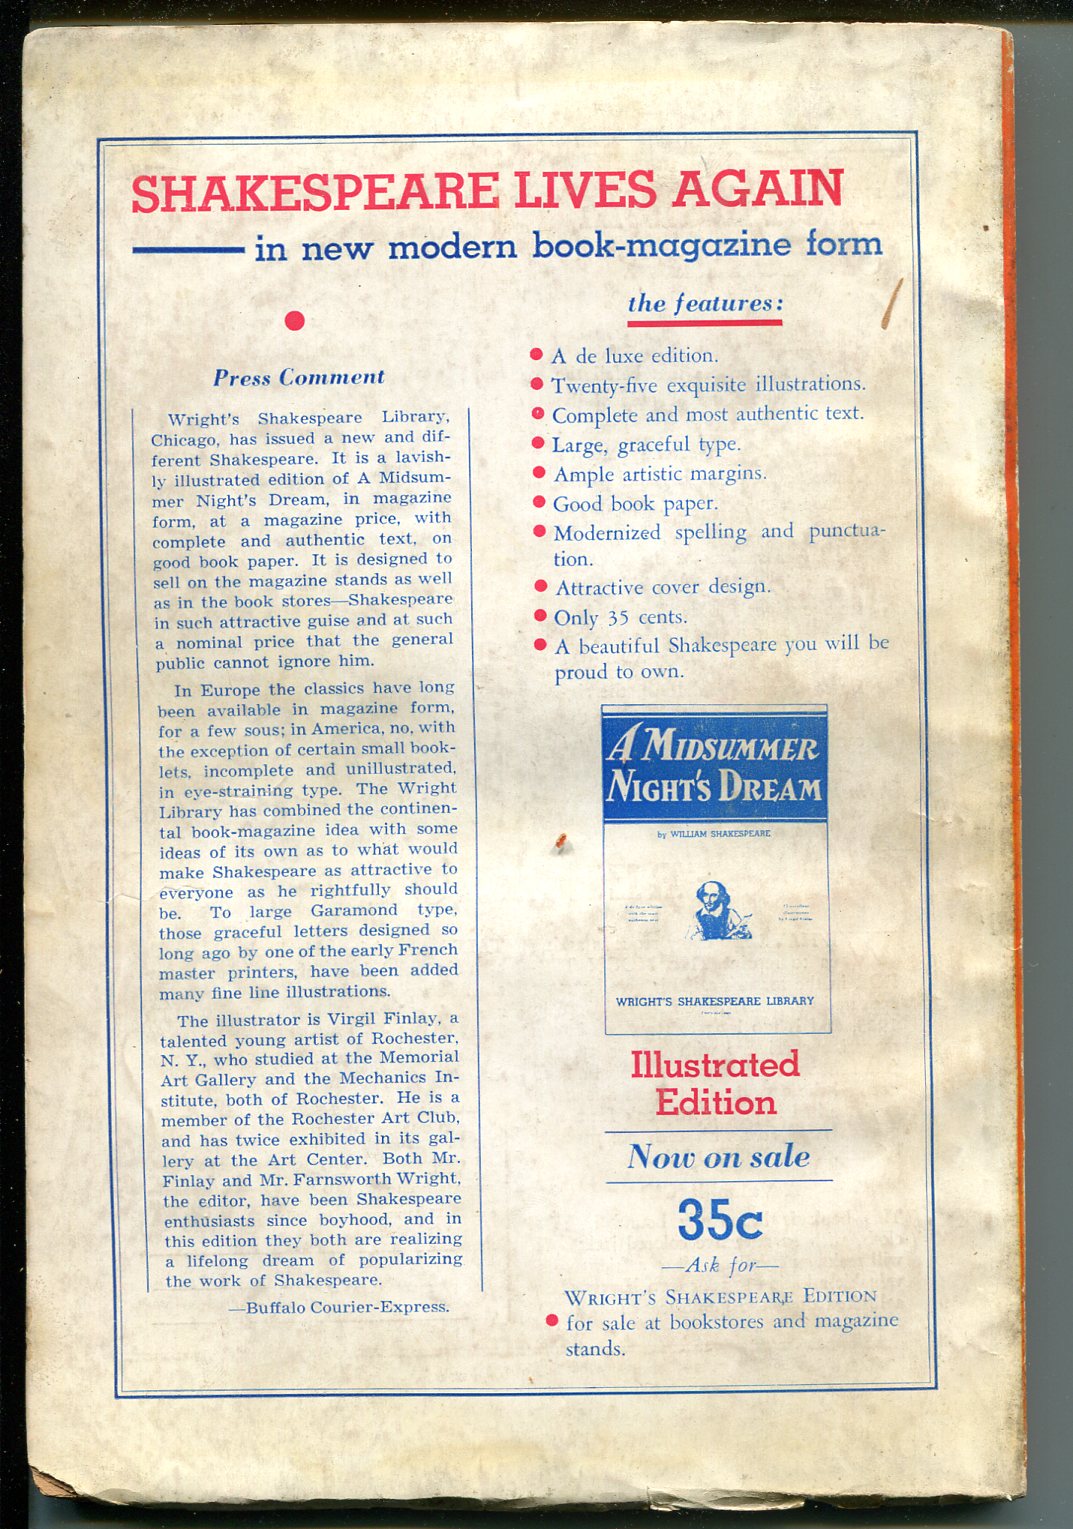 SHAKESPEARE LIVES AGAIN
in new modern book-magazine form
Press Comment
Wright's Shakespeare Library,
Chicago, has issued a new and dif-
ferent Shakespeare. It is a lavish-
ly illustrated edition of A Midsum-
mer Night's Dream, in magazine
form, at a magazine price, with
complete and authentic text, on
good book paper. It is designed to
sell on the magazine stands as well
as in the book stores—Shakespeare
in such attractive guise and at such
a nominal price that the general
public cannot ignore him.
In Europe the classics have long
been available in magazine form,
for a few sous; in America, no, with
the exception of certain small book-
lets, incomplete and unillustrated,
in eye-straining type. The Wright
Library has combined the continen-
tal book-magazine idea with some
ideas of its own as to what would
make Shakespeare as attractive to
everyone as he rightfully should
be. To large Garamond type,
those graceful letters designed so
long ago by one of the early French
master printers, have been added
many fine line illustrations.
The illustrator is Virgil Finlay, a
talented young artist of Rochester,
N. Y., who studied at the Memorial
Art Gallery and the Mechanics In-
stitute, both of Rochester. He is a
member of the Rochester Art Club,
and has twice exhibited in its gal-
lery at the Art Center. Both Mr.
Finlay and Mr. Farnsworth Wright,
the editor, have been Shakespeare
enthusiasts since boyhood, and in
this edition they both are realizing
a lifelong dream of popularizing
the work of Shakespeare.
—Buffalo Courier-Express.
the features:
A de luxe edition.
Twenty-five exquisite illustrations.
Complete and most authentic text.
Large, graceful type.
Ample artistic margins.
Good book paper.
Modernized spelling and punctua-
tion.
Attractive cover design.
Only 35 cents.
A beautiful Shakespeare you will be
proud to own.
A MIDSUMMER
NIGHT'S DREAM
by WILLIAM SHAKESPEARE
WRIGHT'S SHAKESPEARE LIBRARY
Illustrated
Edition
Now on sale
35c
—Ask for—
WRIGHT'S SHAKESPEARE EDITION
for sale at bookstores and magazine
stands.